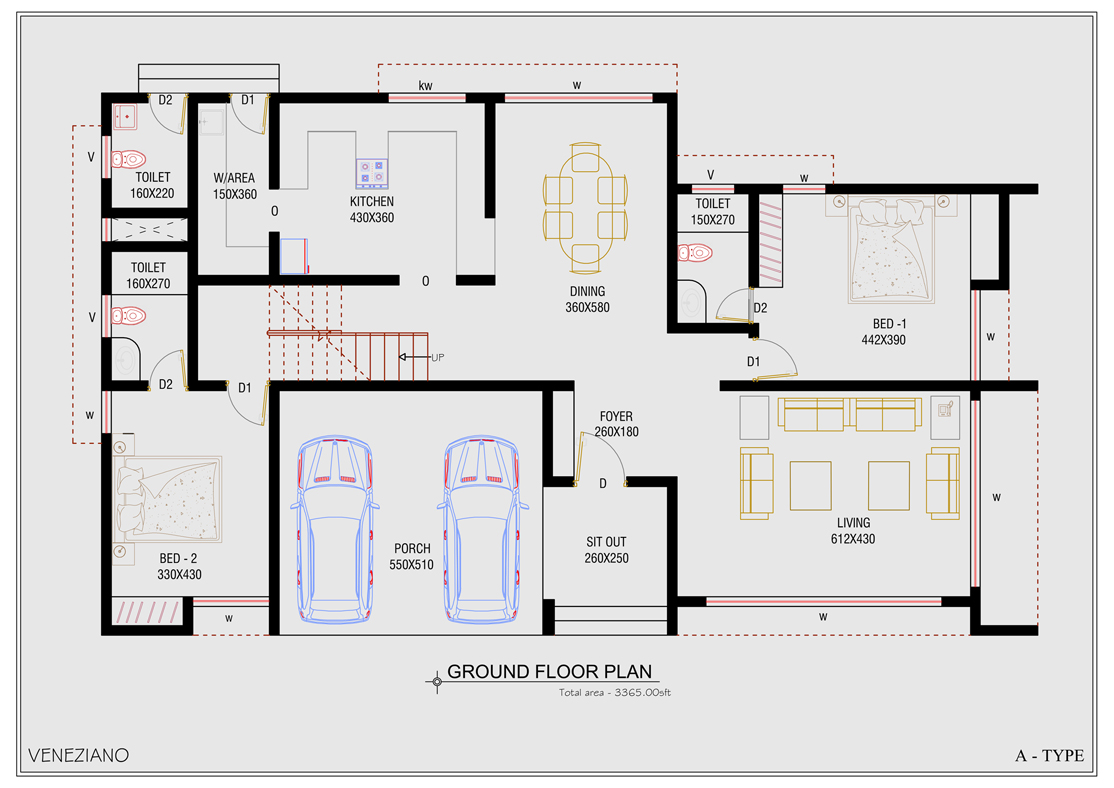 kw
w
D2
D1
V
TOILET
160X220
W/AREA
150X360
KITCHEN
430X360
O
V
w
TOILET
150X270
TOILET
160X270
O
DINING
360X580
D2
BED -1
442X390
w
V
UP
D1
D2
D1
w
FOYER
260X180
D
w
LIVING
612X430
SIT OUT
260X250
PORCH
550X510
BED - 2
330X430
w
w
GROUND FLOOR PLAN
Total area - 3365.00sft
VENEZIANO
A - TYPE